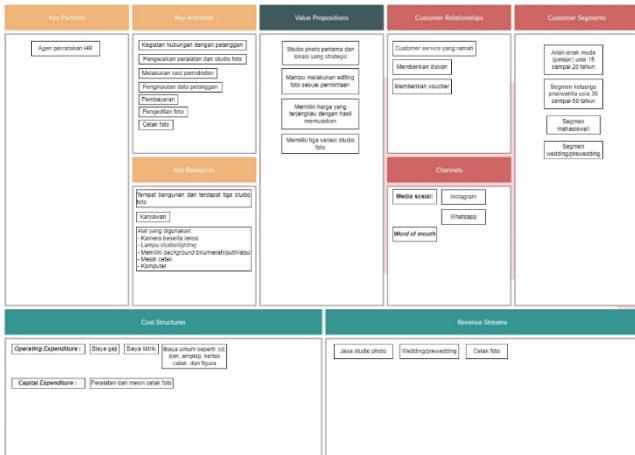 Key Partners
Agen percetakan HR
Key Activities
Kegiatan hubungan dengan pelanggan
Pengecekan peralatan dan studio foto
Melakukan sesi pemotretan
Penginputan data pelanggan
Pembayaran
Pengeditan foto
Cetak foto
Key Resources
Tempat bangunan dan terdapat tiga studio
foto
Karyawan
Alat yang digunakan:
- Kamera beserta lensa
- Lampu studio/lighting
- Memiliki background biru/merah/putih/abu
- Mesin cetak
- Komputer
Value Propositions
Studio photo pertama dan
lokasi yang strategis
Mampu melakukan editing
foto sesuai permintaan
Memiliki harga yang
terjangkau dengan hasil
memuaskan
Memiliki tiga variasi studio
foto
Customer Relationships
Customer service yang ramah
Memberikan diskon
Memberikan voucher
Channels
Media sosial:
Instagram
Whatsapp
Word of mouth
Customer Segments
Anak-anak muda
(pelajar) usia 15
sampai 20 tahun
Segmen keluarga
pria/wanita usia 30
sampai-50 tahun
Segmen
mahasiswa/i
Segmen
wedding/prewedding
Cost Structures
Operating Expenditure :
Biaya gaji
Biaya listrik
Biaya umum seperti: cd,
bon, amplop, kertas
cetak, dan figura
Capital Expenditure :
Peralatan dan mesin cetak foto
Revenue Streams
Jasa studio photo
Wedding/prewedding
Cetak foto